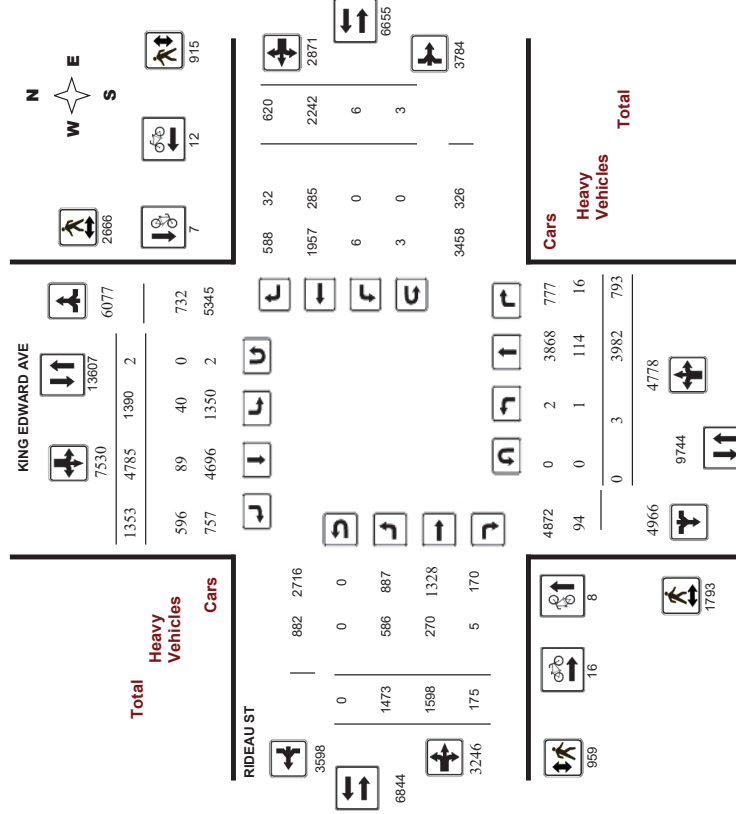 KING EDWARD AVE
N
W E
S
7530
13607
6077
2666
915
7
12
1353 4785 1390 2
596 89 40 0 732
757 4696 1350 2 5345
Total
Heavy
Vehicles
Cars
RIDEAU ST
882 2716
3598
0 0 0
6844
1473 586 887
1598 270 1328
3246
175 5 170
588 32 620
2871
1957 285 2242
6655
6 0 6
3 0 3
3784
3458 326
4872 0 2 3868 777
Cars
94 0 1 114 16
Heavy
Vehicles
0 3 3982 793
Total
4966
4778
9744
959
16
8
1793